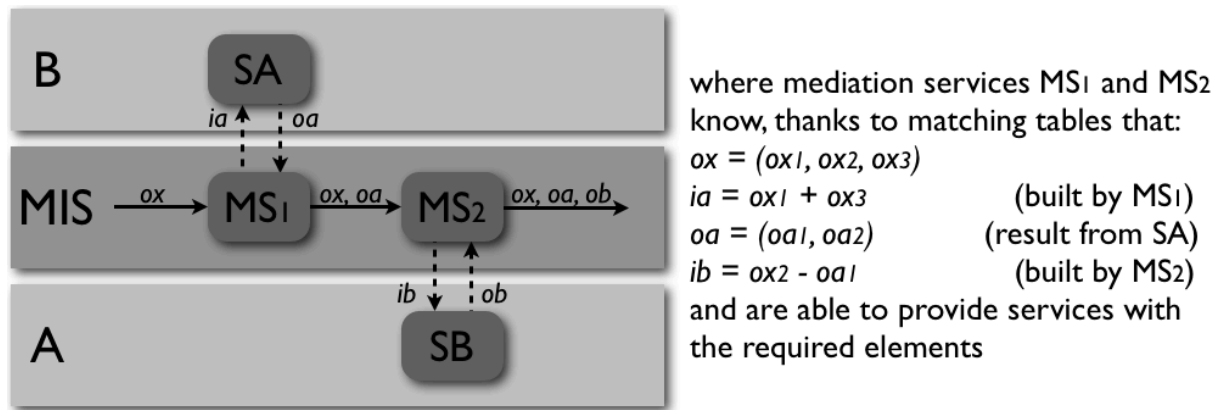 B
SA
ia
oa
MIS
ox
MS1
ox, oa
MS2
ox, oa, ob
ib
ob
A
SB
where mediation services MS1 and MS2
know, thanks to matching tables that:
ox = (ox1, ox2, ox3)
ia = ox1 + ox3 (built by MS1)
oa = (oa1, oa2) (result from SA)
ib = ox2 - oa1 (built by MS2)
and are able to provide services with
the required elements